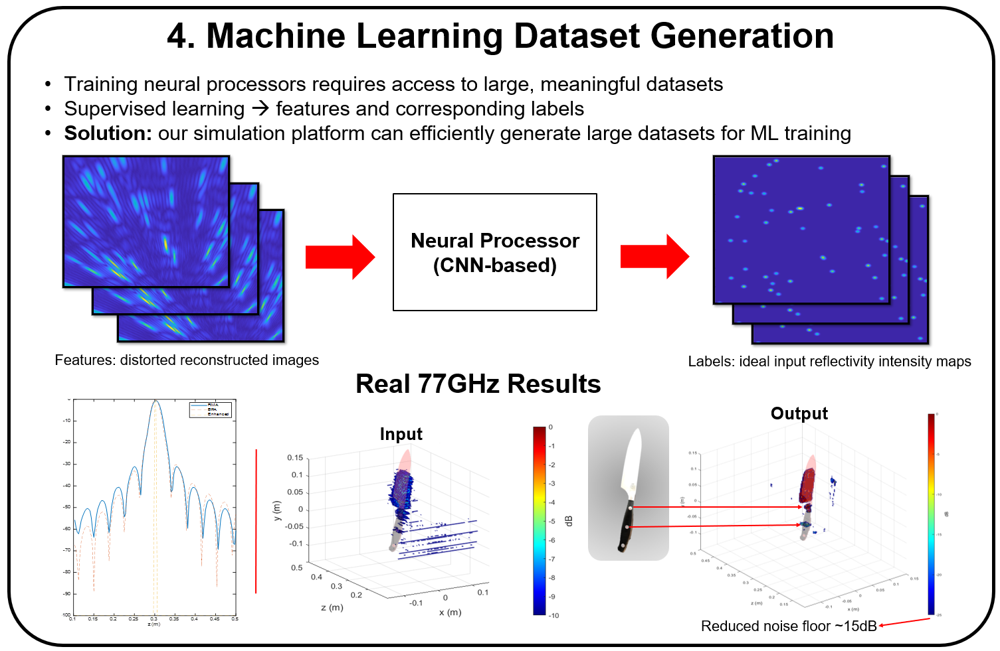 4. Machine Learning Dataset Generation
• Training neural processors requires access to large, meaningful datasets
• Supervised learning → features and corresponding labels
• Solution: our simulation platform can efficiently generate large datasets for ML training
Neural Processor
(CNN-based)
Features: distorted reconstructed images
Labels: ideal input reflectivity intensity maps
Real 77GHz Results
RMA
BPA
Enhanced
-10
-20
-30
-40
-50
-60
-70
-80
-90
-100
0.1 0.15 0.2 0.25 0.3 0.35 0.4 0.45 0.5
z (m)
Input
0.15
0.1
0.05
0
-0.05
-0.1
y (m)
0.5
0.4
0.3
0.2
z (m)
-0.1
0
0.1
x (m)
0
-1
-2
-3
-4
-5
-6
-7
-8
-9
-10
dB
Output
0.15
0.1
0.05
0
-0.05
-0.1
y (m)
0.5
0.45
0.4
0.35
0.3
0.25
0.2
0.15
z (m)
-0.1
-0.05
0
0.05
0.1
0.15
x (m)
0
-5
-10
-15
-20
-25
dB
Reduced noise floor ~15dB